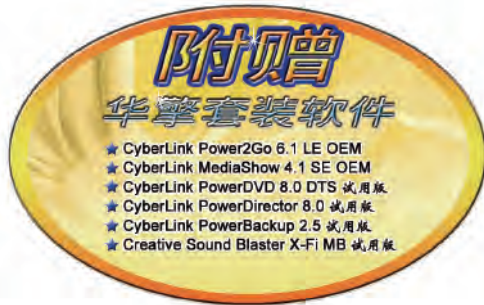 附赠
华擎套装软件
★ CyberLink Power2Go 6.1 LE OEM
★ CyberLink MediaShow 4.1 SE OEM
★ CyberLink PowerDVD 8.0 DTS 试用版
★ CyberLink PowerDirector 8.0 试用版
★ CyberLink PowerBackup 2.5 试用版
★ Creative Sound Blaster X-Fi MB 试用版